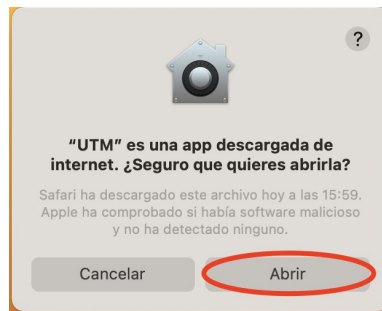 ?
“UTM” es una app descargada de
internet. ¿Seguro que quieres abrirla?
Safari ha descargado este archivo hoy a las 15:59.
Apple ha comprobado si había software malicioso
y no ha detectado ninguno.
Cancelar
Abrir